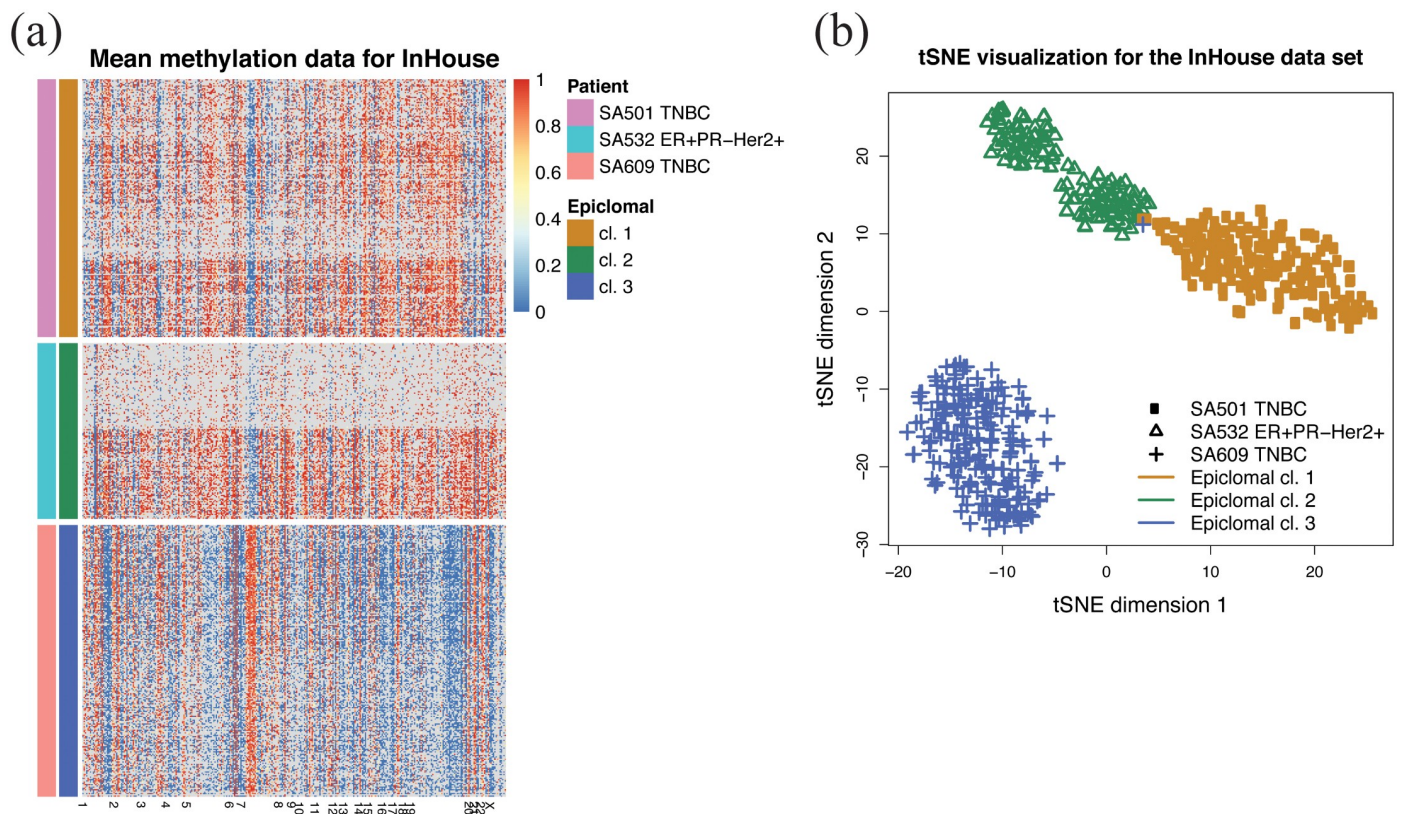 (a)
Mean methylation data for InHouse
1
0.8
0.6
0.4
0.2
0
Patient
SA501 TNBC
SA532 ER+PR−Her2+
SA609 TNBC
Epiclomal
cl. 1
cl. 2
cl. 3
1 2 3 4 5 6 7 8 9 10 11 12 13 14 15 16 17 18 19 20 21 22 X
(b)
tSNE visualization for the InHouse data set
tSNE dimension 2
20
10
0
−10
−20
−30
SA501 TNBC
SA532 ER+PR−Her2+
SA609 TNBC
Epiclomal cl. 1
Epiclomal cl. 2
Epiclomal cl. 3
−20 −10 0 10 20
tSNE dimension 1